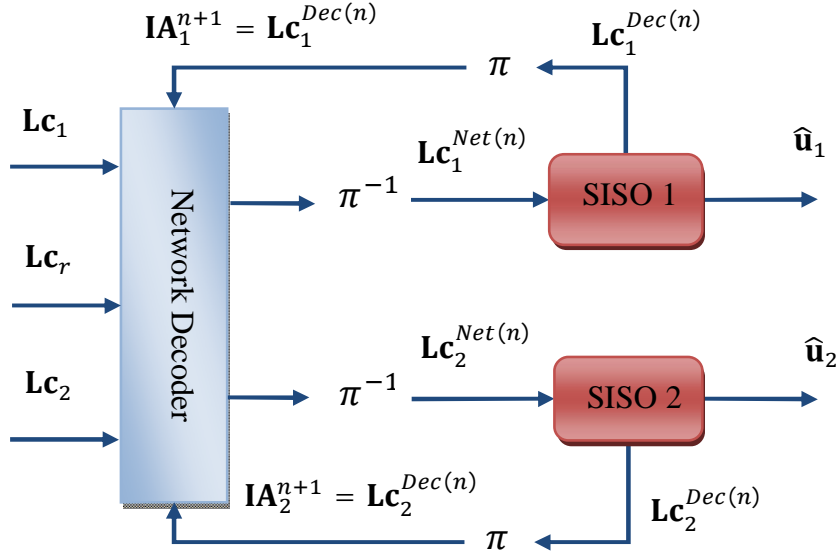 𝐈𝐀₁ⁿ⁺¹ = 𝐋𝐜₁^{Dec(n)}
𝐋𝐜₁^{Dec(n)}
π
𝐋𝐜₁
𝐋𝐜₁^{Net(n)}
û₁
π⁻¹
SISO 1
Network Decoder
𝐋𝐜ᵣ
𝐋𝐜₂^{Net(n)}
û₂
𝐋𝐜₂
π⁻¹
SISO 2
𝐈𝐀₂ⁿ⁺¹ = 𝐋𝐜₂^{Dec(n)}
𝐋𝐜₂^{Dec(n)}
π